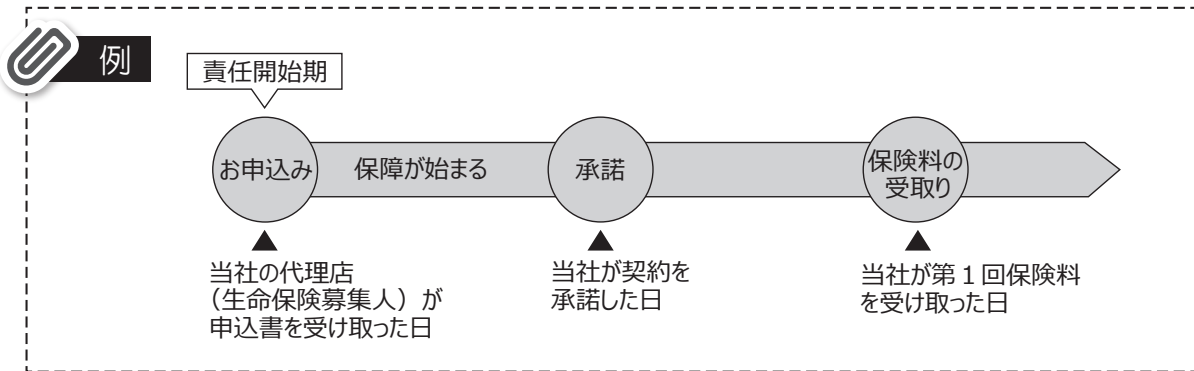 例
責任開始期
お申込み
保障が始まる
承諾
保険料の
受取り
当社の代理店
（生命保険募集人）が
申込書を受け取った日
当社が契約を
承諾した日
当社が第１回保険料
を受け取った日